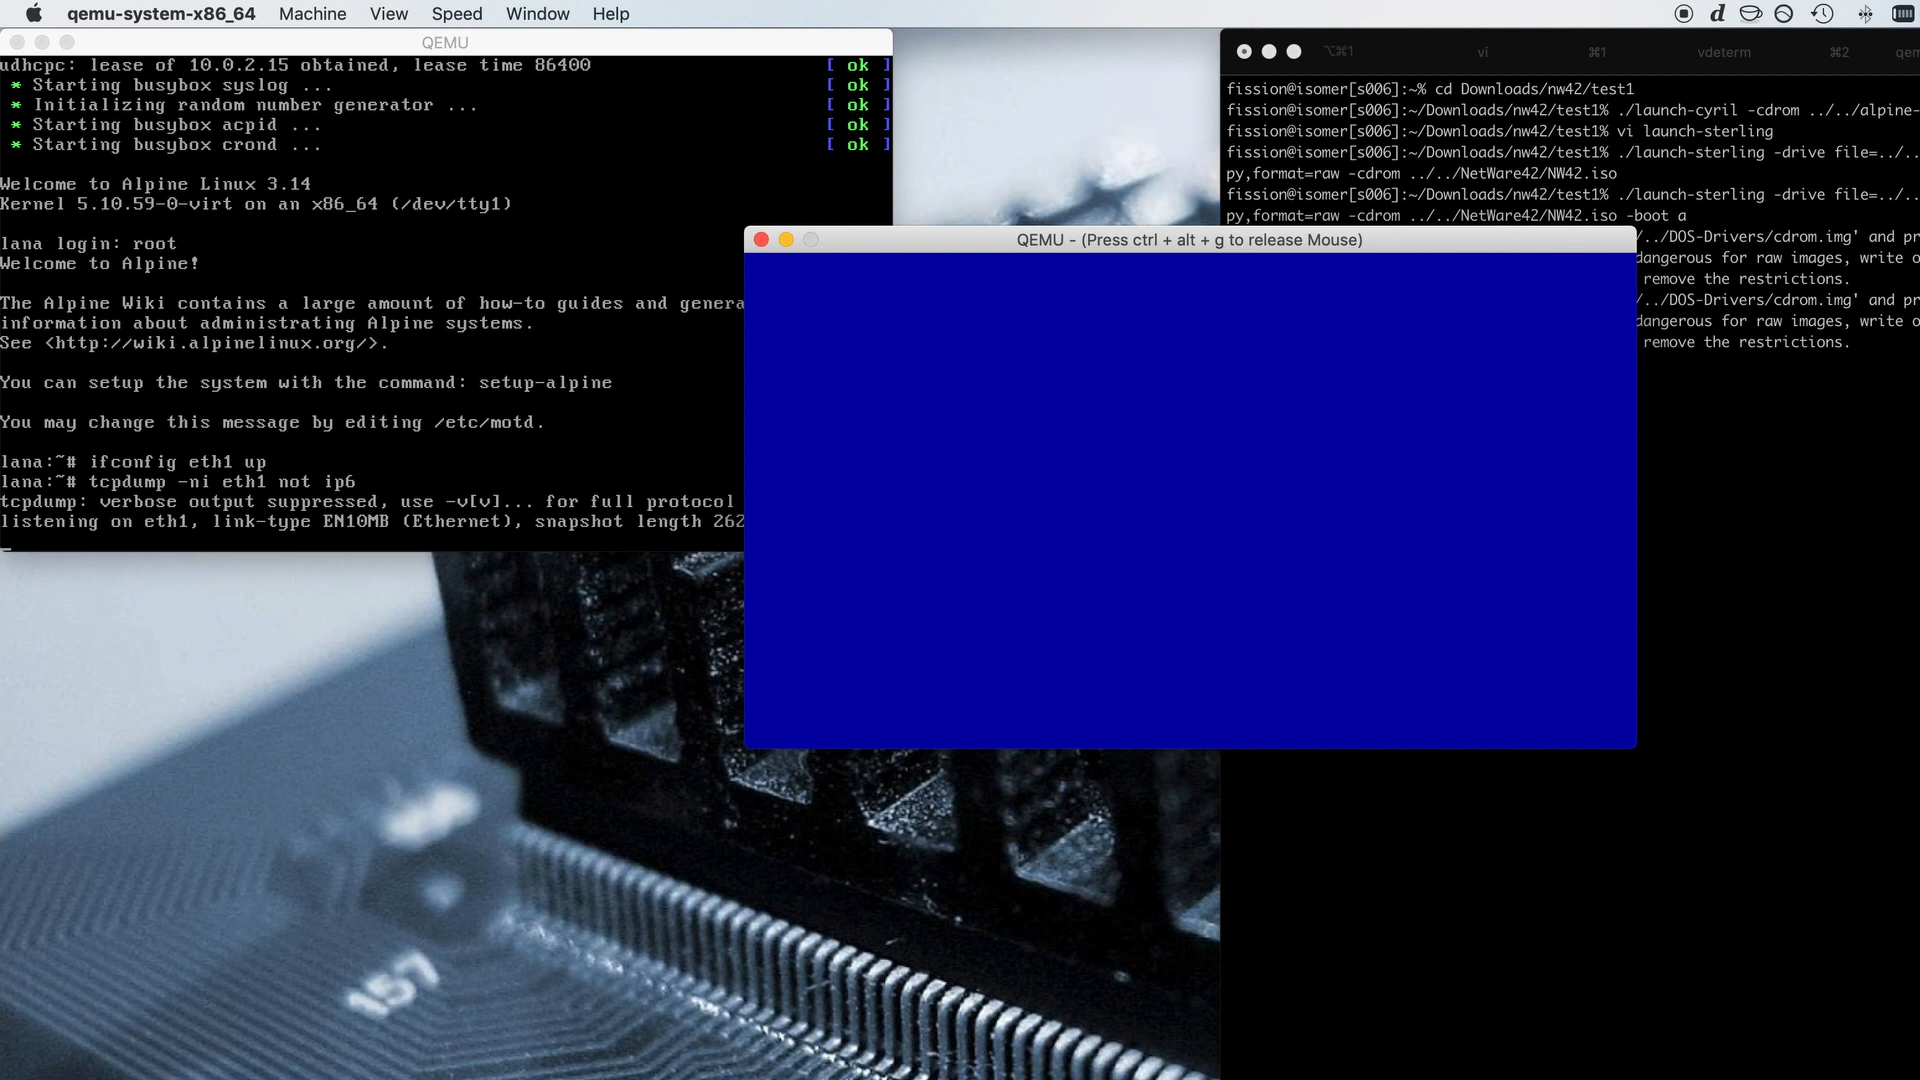 qemu-system-x86_64 Machine View Speed Window Help
QEMU
udhcpc: lease of 10.0.2.15 obtained, lease time 86400 [ ok ]
* Starting busybox syslog ... [ ok ]
* Initializing random number generator ... [ ok ]
* Starting busybox acpid ... [ ok ]
* Starting busybox crond ... [ ok ]
Welcome to Alpine Linux 3.14
Kernel 5.10.59-0-virt on an x86_64 (/dev/tty1)
lana login: root
Welcome to Alpine!
The Alpine Wiki contains a large amount of how-to guides and genera
information about administrating Alpine systems.
See <http://wiki.alpinelinux.org/>.
You can setup the system with the command: setup-alpine
You may change this message by editing /etc/motd.
lana:~# ifconfig eth1 up
lana:~# tcpdump -ni eth1 not ip6
tcpdump: verbose output suppressed, use -v[v]... for full protocol
listening on eth1, link-type EN10MB (Ethernet), snapshot length 262
QEMU - (Press ctrl + alt + g to release Mouse)
⌥⌘1 vi ⌘1 vdeterm ⌘2 qem
fission@isomer[s006]:~% cd Downloads/nw42/test1
fission@isomer[s006]:~/Downloads/nw42/test1% ./launch-cyril -cdrom ../../alpine-
fission@isomer[s006]:~/Downloads/nw42/test1% vi launch-sterling
fission@isomer[s006]:~/Downloads/nw42/test1% ./launch-sterling -drive file=../..
py,format=raw -cdrom ../../NetWare42/NW42.iso
fission@isomer[s006]:~/Downloads/nw42/test1% ./launch-sterling -drive file=../..
py,format=raw -cdrom ../../NetWare42/NW42.iso -boot a
/../DOS-Drivers/cdrom.img' and pr
dangerous for raw images, write o
remove the restrictions.
/../DOS-Drivers/cdrom.img' and pr
dangerous for raw images, write o
remove the restrictions.
157